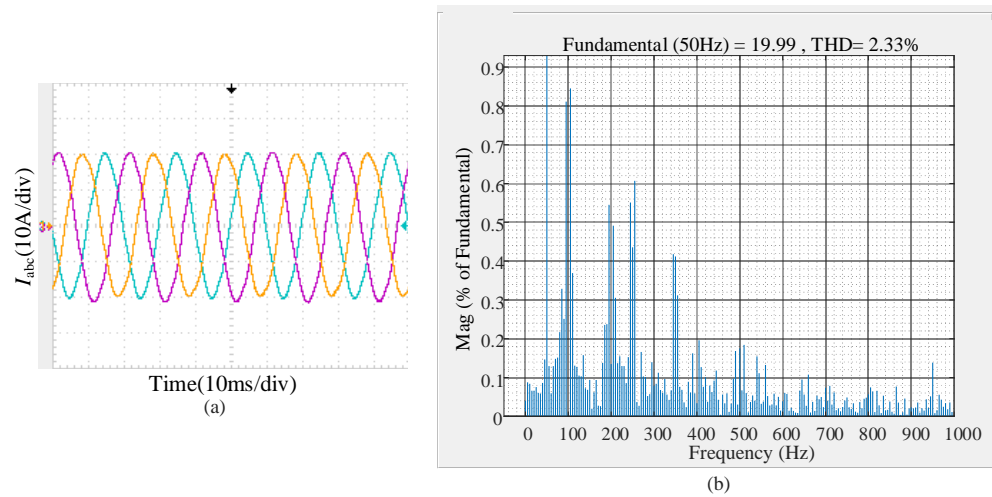 I_abc(10A/div)
Time(10ms/div)
(a)
Fundamental (50Hz) = 19.99 , THD= 2.33%
Mag (% of Fundamental)
0.9
0.8
0.7
0.6
0.5
0.4
0.3
0.2
0.1
0
0 100 200 300 400 500 600 700 800 900 1000
Frequency (Hz)
(b)